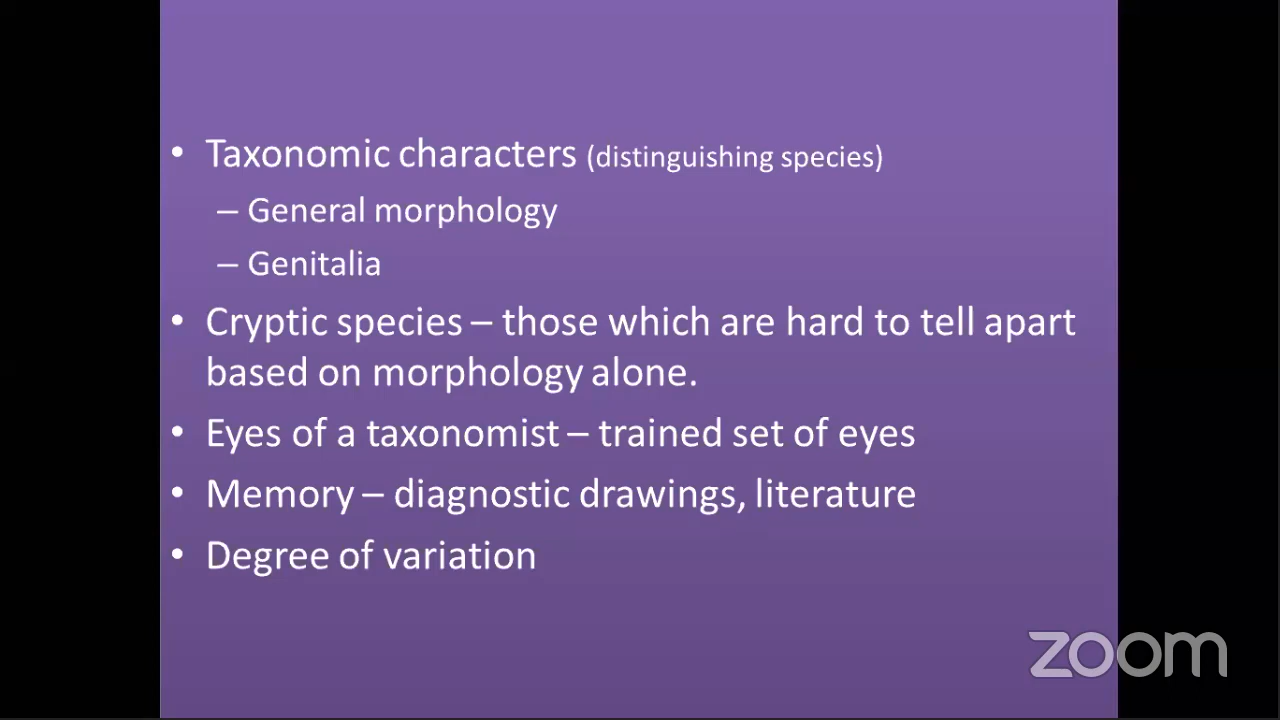 • Taxonomic characters (distinguishing species)
– General morphology
– Genitalia
• Cryptic species – those which are hard to tell apart
based on morphology alone.
• Eyes of a taxonomist – trained set of eyes
• Memory – diagnostic drawings, literature
• Degree of variation
zoom